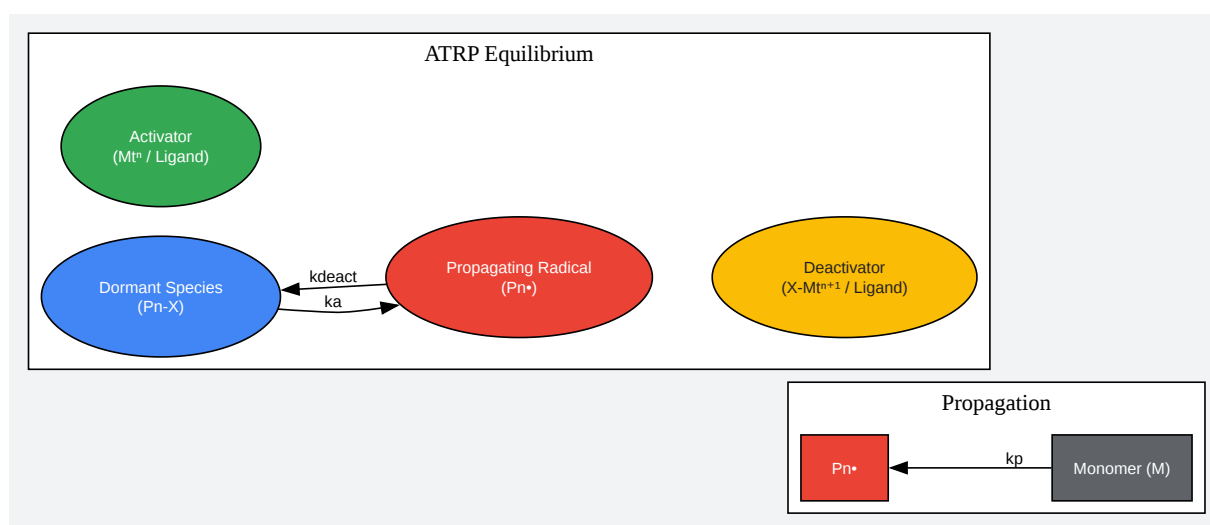 ATRP Equilibrium
Activator
(Mtⁿ / Ligand)
Dormant Species
(Pn-X)
kdeact
ka
Propagating Radical
(Pn•)
Deactivator
(X-Mtⁿ⁺¹ / Ligand)
Propagation
Pn•
kp
Monomer (M)